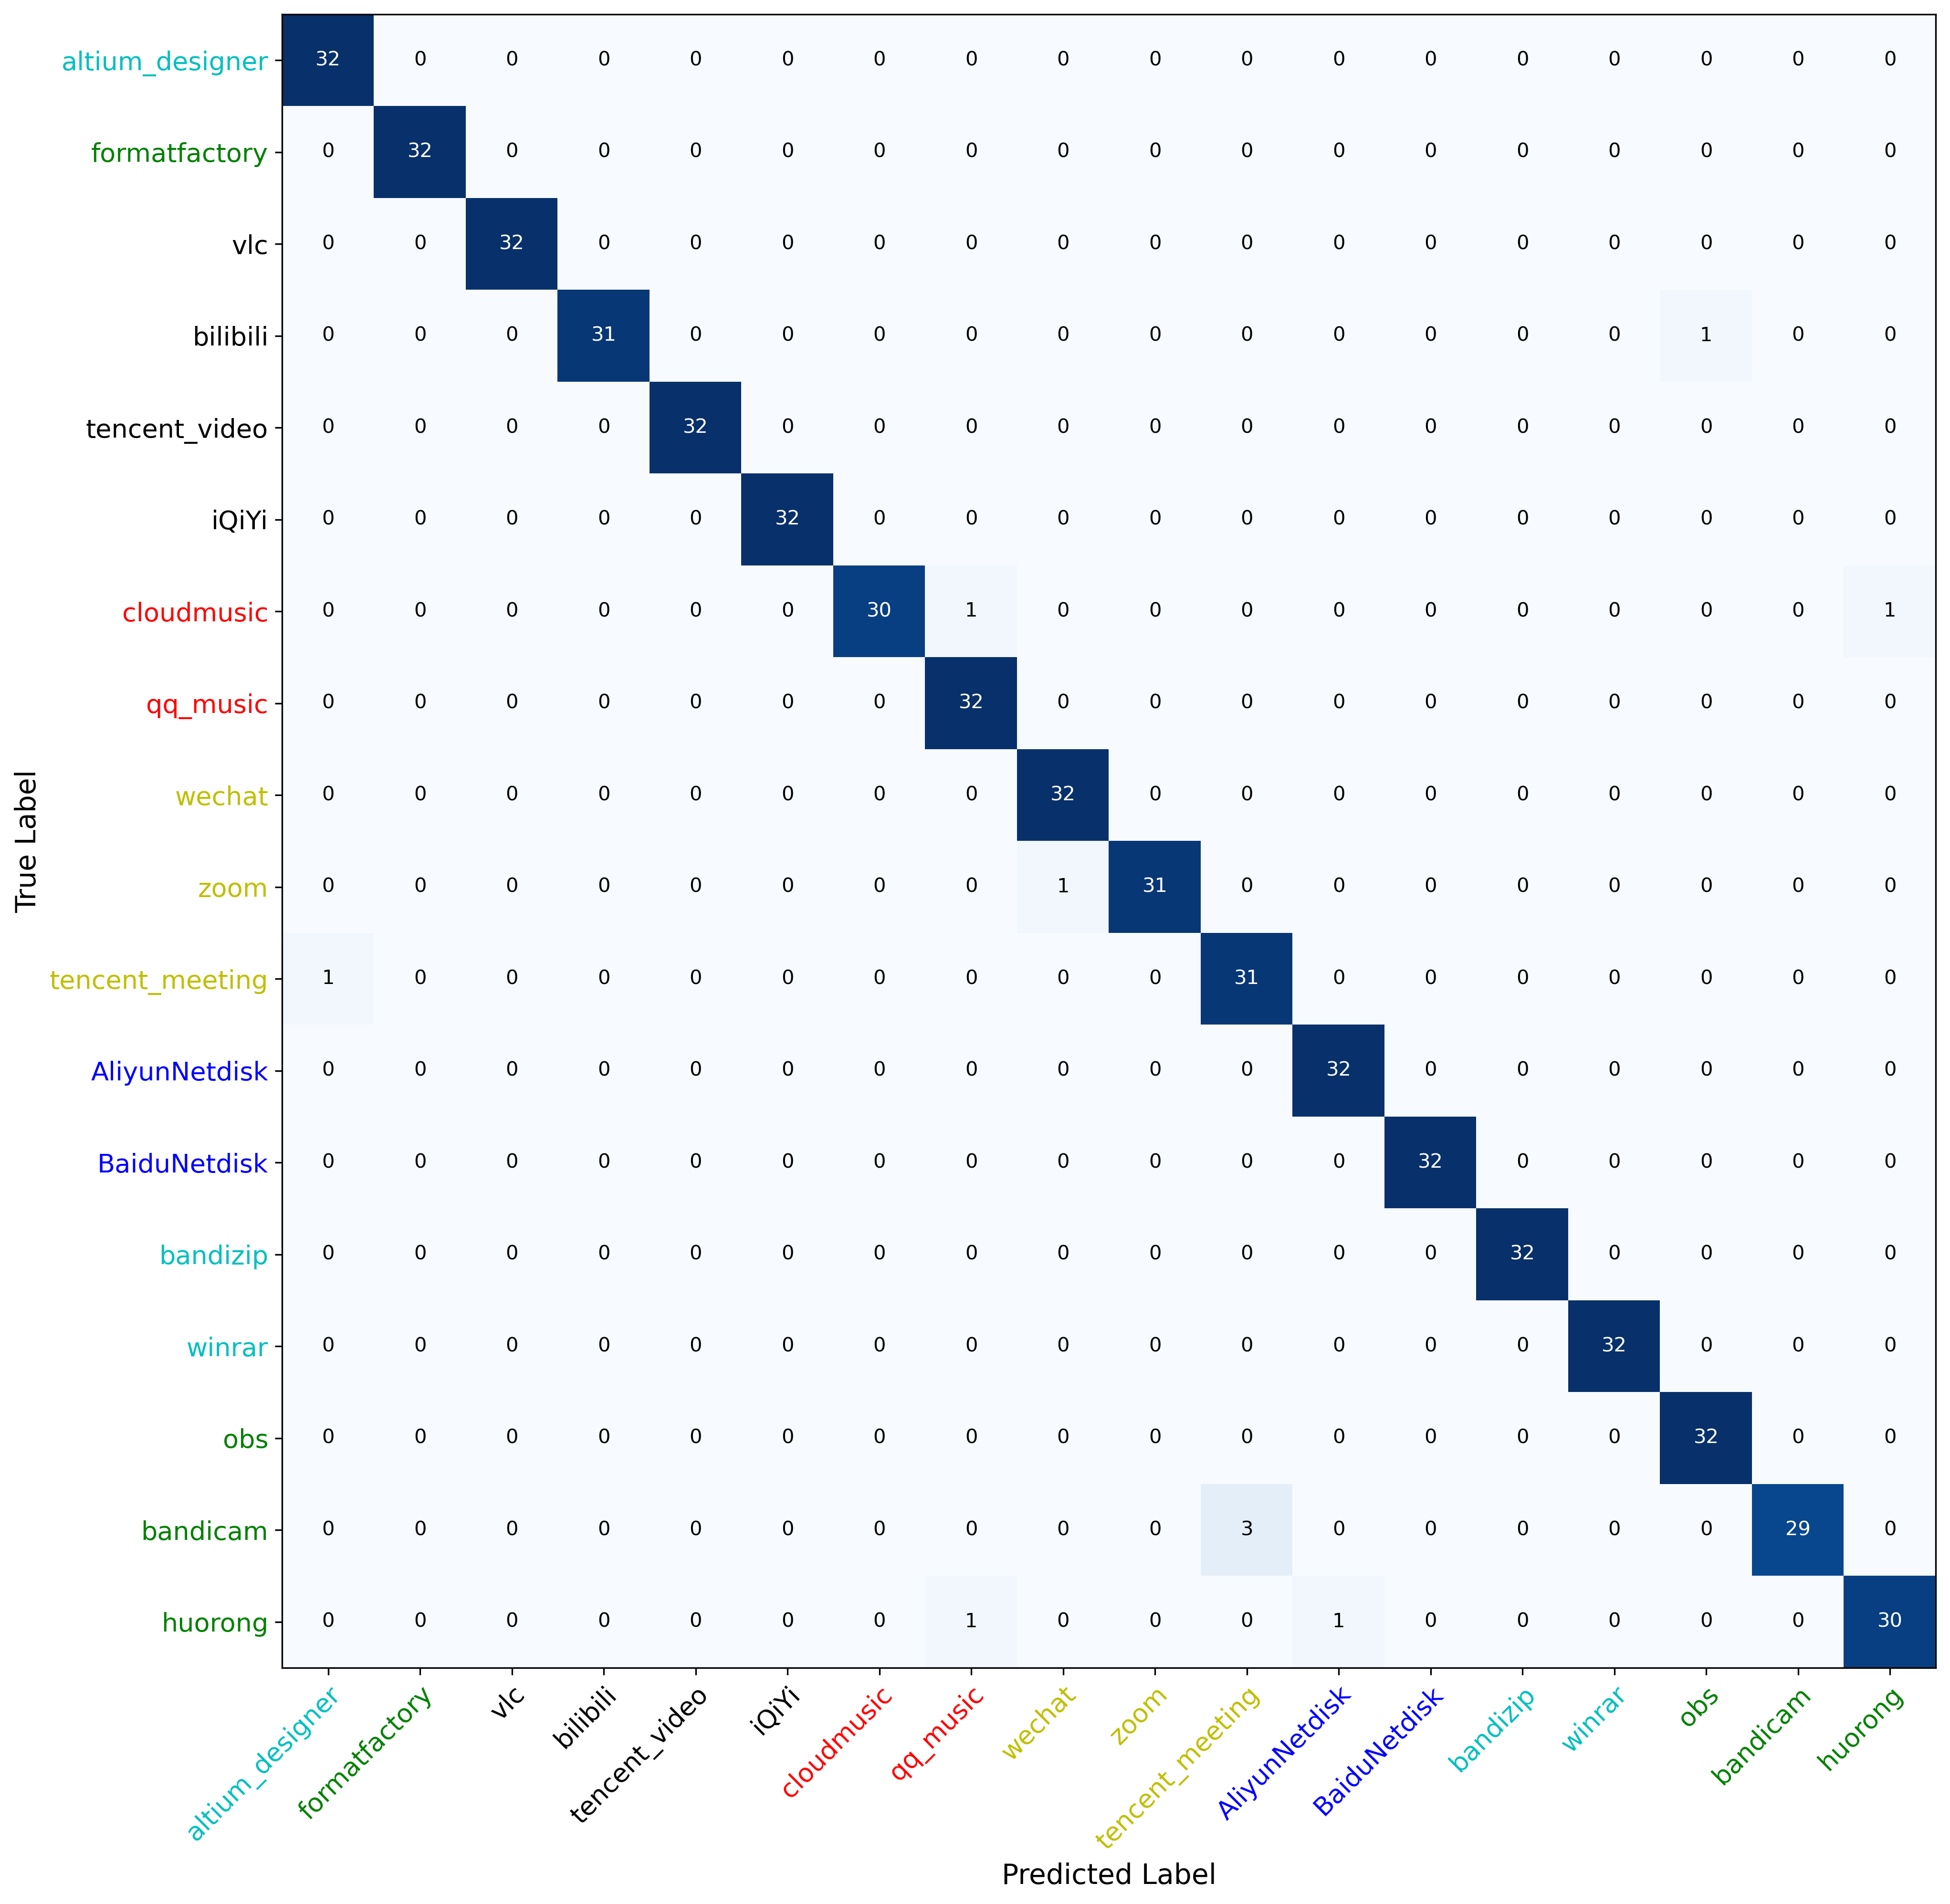 altium_designer 32 0 0 0 0 0 0 0 0 0 0 0 0 0 0 0 0 0
formatfactory 0 32 0 0 0 0 0 0 0 0 0 0 0 0 0 0 0 0
vlc 0 0 32 0 0 0 0 0 0 0 0 0 0 0 0 0 0 0
bilibili 0 0 0 31 0 0 0 0 0 0 0 0 0 0 0 1 0 0
tencent_video 0 0 0 0 32 0 0 0 0 0 0 0 0 0 0 0 0 0
iQiYi 0 0 0 0 0 32 0 0 0 0 0 0 0 0 0 0 0 0
cloudmusic 0 0 0 0 0 0 30 1 0 0 0 0 0 0 0 0 0 1
qq_music 0 0 0 0 0 0 0 32 0 0 0 0 0 0 0 0 0 0
wechat 0 0 0 0 0 0 0 0 32 0 0 0 0 0 0 0 0 0
zoom 0 0 0 0 0 0 0 0 1 31 0 0 0 0 0 0 0 0
tencent_meeting 1 0 0 0 0 0 0 0 0 0 31 0 0 0 0 0 0 0
AliyunNetdisk 0 0 0 0 0 0 0 0 0 0 0 32 0 0 0 0 0 0
BaiduNetdisk 0 0 0 0 0 0 0 0 0 0 0 0 32 0 0 0 0 0
bandizip 0 0 0 0 0 0 0 0 0 0 0 0 0 32 0 0 0 0
winrar 0 0 0 0 0 0 0 0 0 0 0 0 0 0 32 0 0 0
obs 0 0 0 0 0 0 0 0 0 0 0 0 0 0 0 32 0 0
bandicam 0 0 0 0 0 0 0 0 0 0 3 0 0 0 0 0 29 0
huorong 0 0 0 0 0 0 0 1 0 0 0 1 0 0 0 0 0 30
True Label
altium_designer
formatfactory
vlc
bilibili
tencent_video
iQiYi
cloudmusic
qq_music
wechat
zoom
tencent_meeting
AliyunNetdisk
BaiduNetdisk
bandizip
winrar
obs
bandicam
huorong
Predicted Label